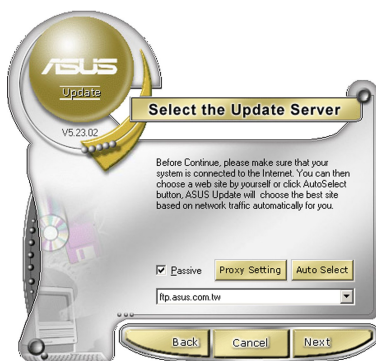 ASUS
Update
V5.23.02
Select the Update Server
Before Continue, please make sure that your
system is connected to the Internet. You can then
choose a web site by yourself or click AutoSelect
button, ASUS Update will choose the best site
based on network traffic automatically for you.
Passive
Proxy Setting
Auto Select
ftp.asus.com.tw
Back
Cancel
Next